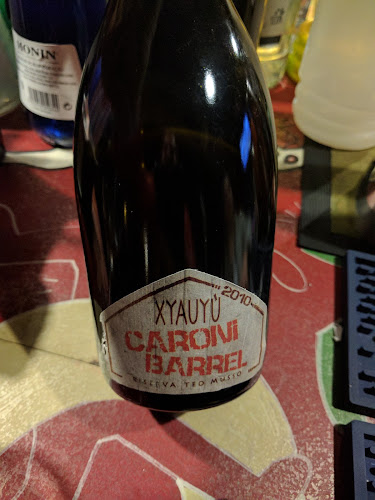 MONIN
XYAUYÙ 2010
CARONI
BARREL
RISERVA TEO MUSSO